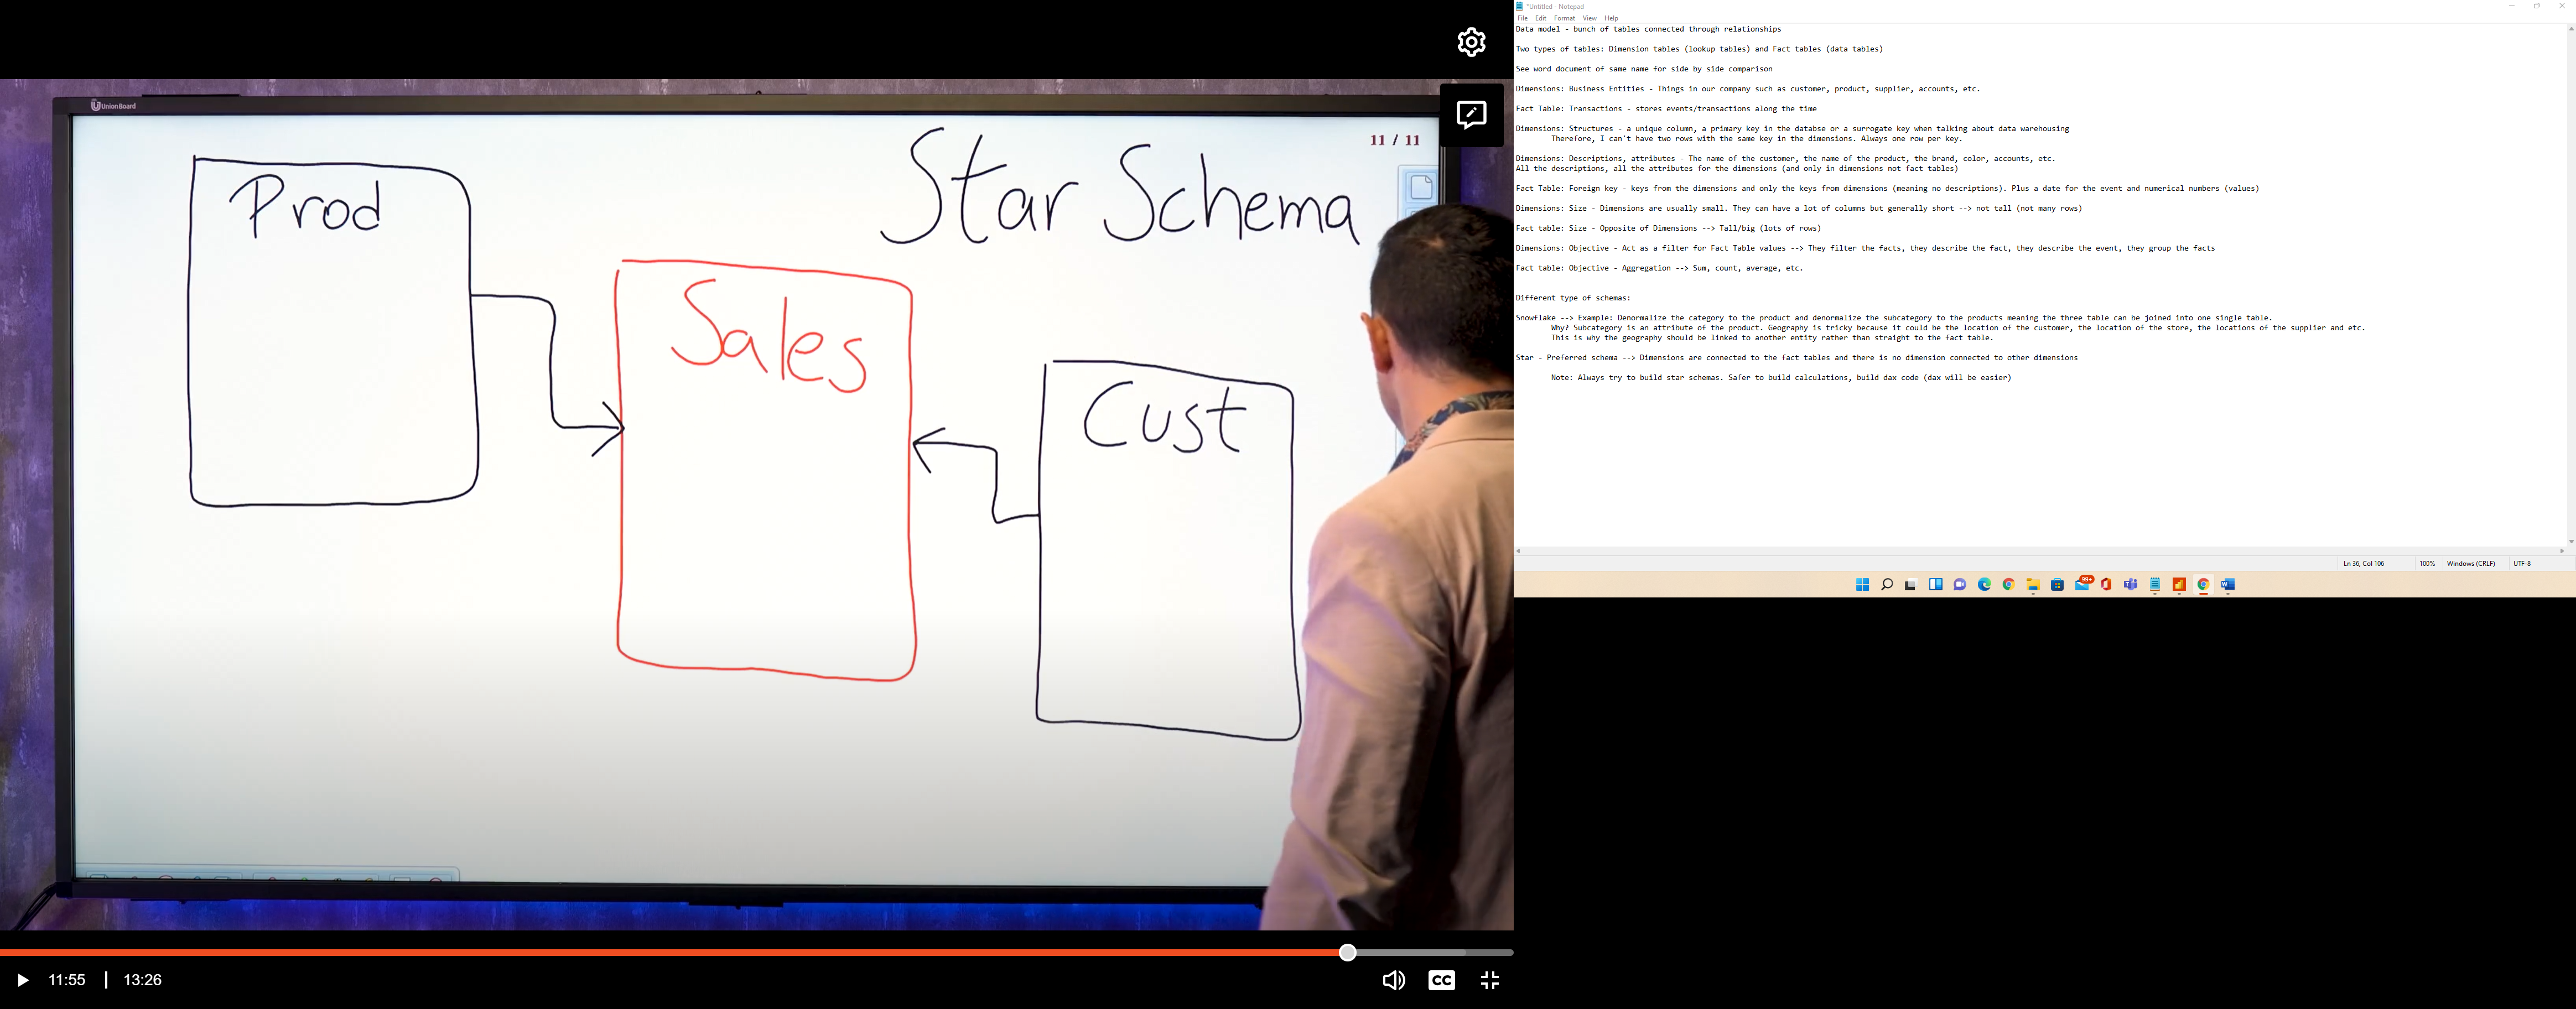 UnionBoard
11 / 11
Star Schema
Prod
Sales
Cust
11:55 | 13:26
CC
*Untitled - Notepad
File Edit Format View Help
Data model - bunch of tables connected through relationships
Two types of tables: Dimension tables (lookup tables) and Fact tables (data tables)
See word document of same name for side by side comparison
Dimensions: Business Entities - Things in our company such as customer, product, supplier, accounts, etc.
Fact Table: Transactions - stores events/transactions along the time
Dimensions: Structures - a unique column, a primary key in the databse or a surrogate key when talking about data warehousing
Therefore, I can't have two rows with the same key in the dimensions. Always one row per key.
Dimensions: Descriptions, attributes - The name of the customer, the name of the product, the brand, color, accounts, etc.
All the descriptions, all the attributes for the dimensions (and only in dimensions not fact tables)
Fact Table: Foreign key - keys from the dimensions and only the keys from dimensions (meaning no descriptions). Plus a date for the event and numerical numbers (values)
Dimensions: Size - Dimensions are usually small. They can have a lot of columns but generally short --> not tall (not many rows)
Fact table: Size - Opposite of Dimensions --> Tall/big (lots of rows)
Dimensions: Objective - Act as a filter for Fact Table values --> They filter the facts, they describe the fact, they describe the event, they group the facts
Fact table: Objective - Aggregation --> Sum, count, average, etc.
Different type of schemas:
Snowflake --> Example: Denormalize the category to the product and denormalize the subcategory to the products meaning the three table can be joined into one single table.
Why? Subcategory is an attribute of the product. Geography is tricky because it could be the location of the customer, the location of the store, the locations of the supplier and etc.
This is why the geography should be linked to another entity rather than straight to the fact table.
Star - Preferred schema --> Dimensions are connected to the fact tables and there is no dimension connected to other dimensions
Note: Always try to build star schemas. Safer to build calculations, build dax code (dax will be easier)
Ln 36, Col 106 100% Windows (CRLF) UTF-8
99+